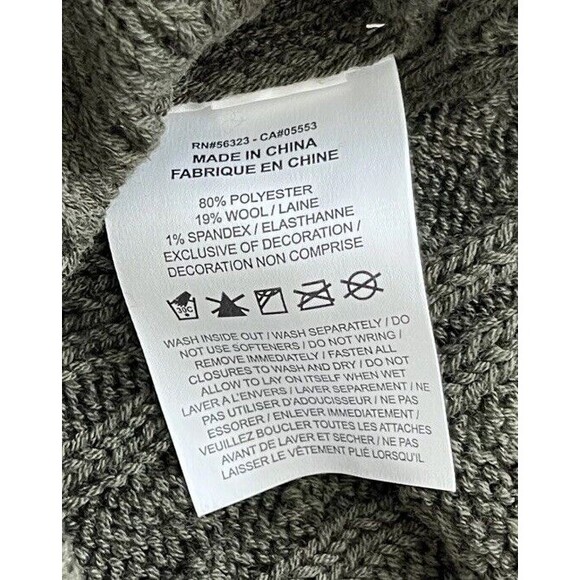 RN#56323 - CA#05553
MADE IN CHINA
FABRIQUE EN CHINE
80% POLYESTER
19% WOOL / LAINE
1% SPANDEX / ELASTHANNE
EXCLUSIVE OF DECORATION /
DECORATION NON COMPRISE
30C
WASH INSIDE OUT / WASH SEPARATELY / DO
NOT USE SOFTENERS / DO NOT WRING /
REMOVE IMMEDIATELY / FASTEN ALL
CLOSURES TO WASH AND DRY / DO NOT
ALLOW TO LAY ON ITSELF WHEN WET
LAVER A L'ENVERS / LAVER SEPAREMENT / NE
PAS UTILISER D'ADOUCISSEUR / NE PAS
ESSORER / ENLEVER IMMEDIATEMENT /
VEUILLEZ BOUCLER TOUTES LES ATTACHES
AVANT DE LAVER ET SECHER / NE PAS
LAISSER LE VÊTEMENT PLIÉ LORSQU'IL